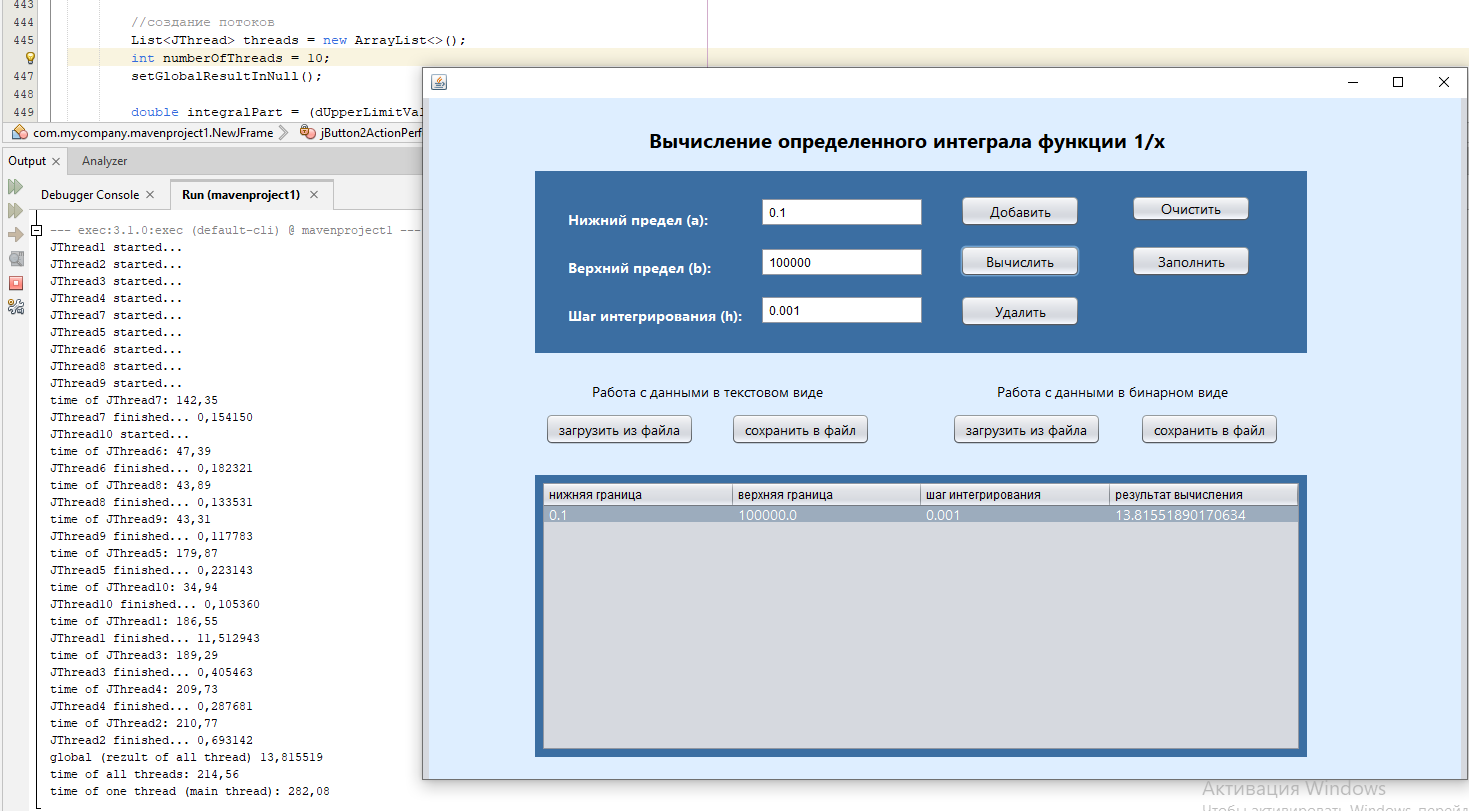 443
444 //создание потоков
445 List<JThread> threads = new ArrayList<>();
int numberOfThreads = 10;
447 setGlobalResultInNull();
448
449 double integralPart = (dUpperLimitVal
com.mycompany.mavenproject1.NewJFrame jButton2ActionPerf
Output Analyzer
Debugger Console Run (mavenproject1)
--- exec:3.1.0:exec (default-cli) @ mavenproject1 ---
JThread1 started...
JThread2 started...
JThread3 started...
JThread4 started...
JThread7 started...
JThread5 started...
JThread6 started...
JThread8 started...
JThread9 started...
time of JThread7: 142,35
JThread7 finished... 0,154150
JThread10 started...
time of JThread6: 47,39
JThread6 finished... 0,182321
time of JThread8: 43,89
JThread8 finished... 0,133531
time of JThread9: 43,31
JThread9 finished... 0,117783
time of JThread5: 179,87
JThread5 finished... 0,223143
time of JThread10: 34,94
JThread10 finished... 0,105360
time of JThread1: 186,55
JThread1 finished... 11,512943
time of JThread3: 189,29
JThread3 finished... 0,405463
time of JThread4: 209,73
JThread4 finished... 0,287681
time of JThread2: 210,77
JThread2 finished... 0,693142
global (rezult of all thread) 13,815519
time of all threads: 214,56
time of one thread (main thread): 282,08
Вычисление определенного интеграла функции 1/x
Нижний предел (a): 0.1 Добавить Очистить
Верхний предел (b): 100000 Вычислить Заполнить
Шаг интегрирования (h): 0.001 Удалить
Работа с данными в текстовом виде Работа с данными в бинарном виде
загрузить из файла сохранить в файл загрузить из файла сохранить в файл
нижняя граница верхняя граница шаг интегрирования результат вычисления
0.1 100000.0 0.001 13.81551890170634
Активация Windows
Чтобы активировать Windows, перейд